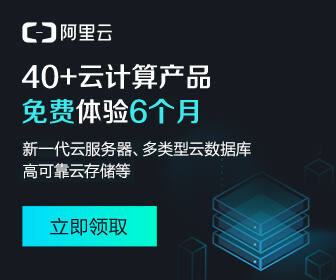 阿里云
40+云计算产品
免费体验6个月
新一代云服务器、多类型云数据库
高可靠云存储等
立即领取